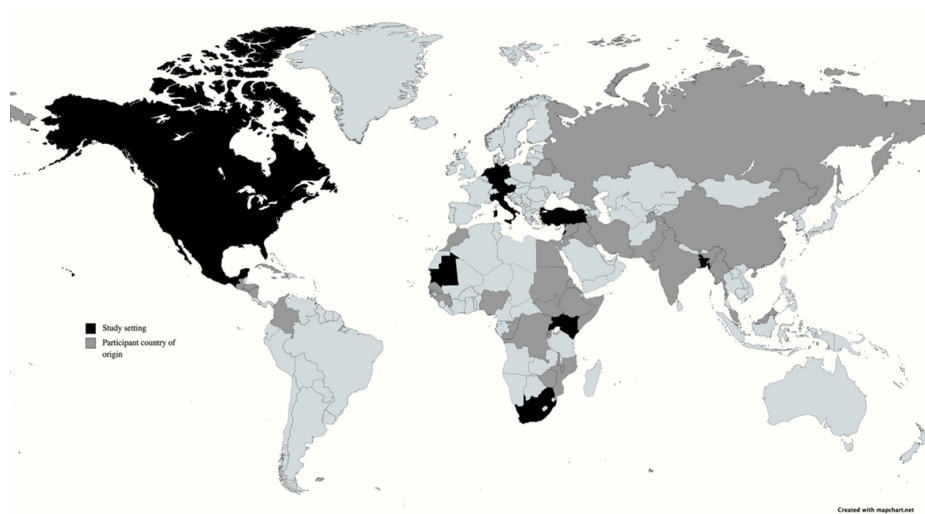 Study setting
Participant country of
origin
Created with mapchart.net